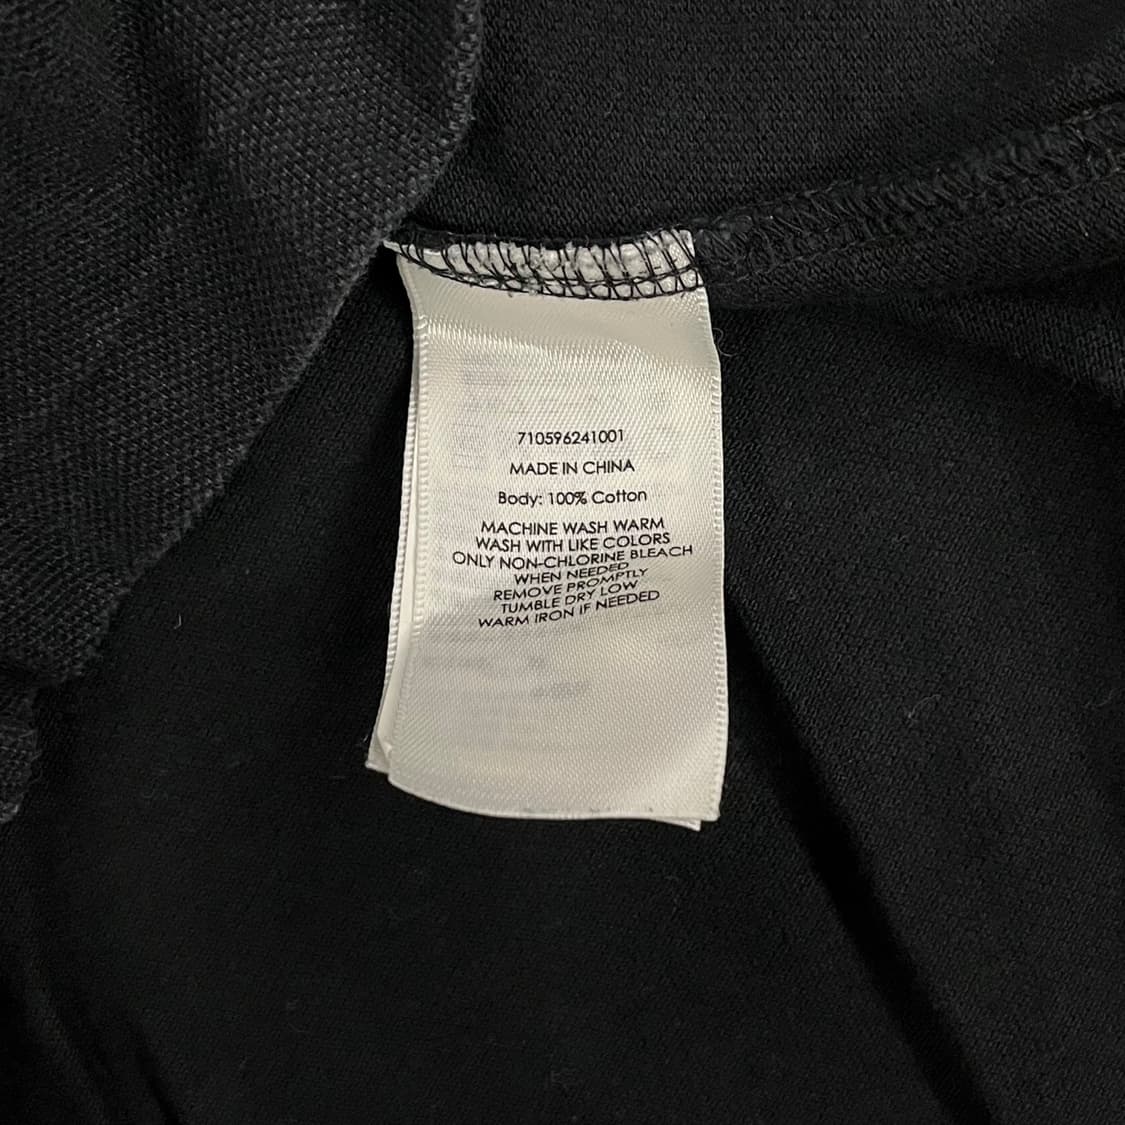 710596241001
MADE IN CHINA
Body: 100% Cotton
MACHINE WASH WARM
WASH WITH LIKE COLORS
ONLY NON-CHLORINE BLEACH
WHEN NEEDED
REMOVE PROMPTLY
TUMBLE DRY LOW
WARM IRON IF NEEDED